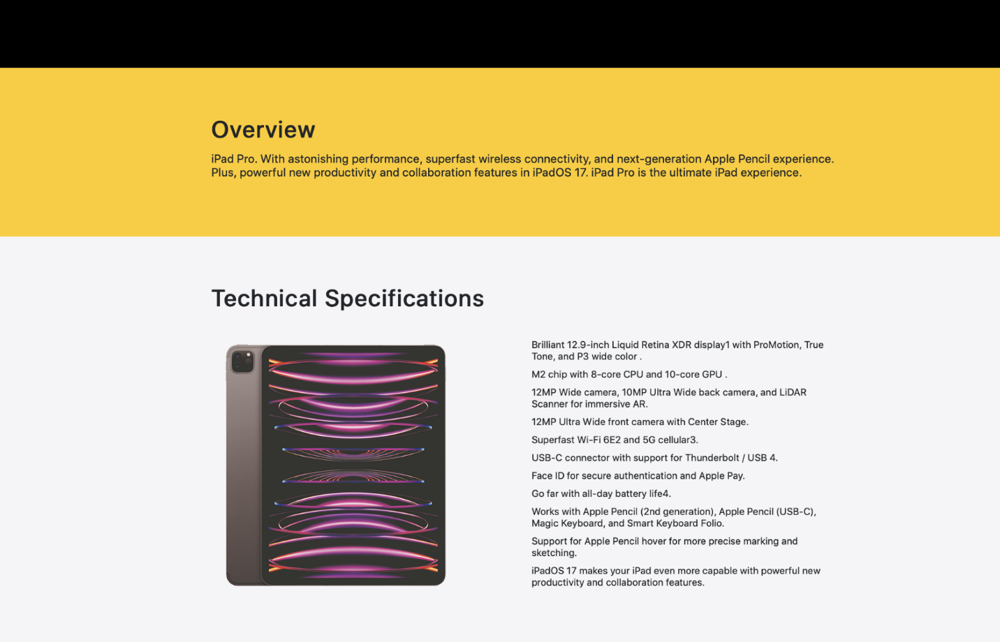 Overview
iPad Pro. With astonishing performance, superfast wireless connectivity, and next-generation Apple Pencil experience.
Plus, powerful new productivity and collaboration features in iPadOS 17. iPad Pro is the ultimate iPad experience.
Technical Specifications
Brilliant 12.9-inch Liquid Retina XDR display1 with ProMotion, True
Tone, and P3 wide color .
M2 chip with 8-core CPU and 10-core GPU .
12MP Wide camera, 10MP Ultra Wide back camera, and LiDAR
Scanner for immersive AR.
12MP Ultra Wide front camera with Center Stage.
Superfast Wi-Fi 6E2 and 5G cellular3.
USB-C connector with support for Thunderbolt / USB 4.
Face ID for secure authentication and Apple Pay.
Go far with all-day battery life4.
Works with Apple Pencil (2nd generation), Apple Pencil (USB-C),
Magic Keyboard, and Smart Keyboard Folio.
Support for Apple Pencil hover for more precise marking and
sketching.
iPadOS 17 makes your iPad even more capable with powerful new
productivity and collaboration features.